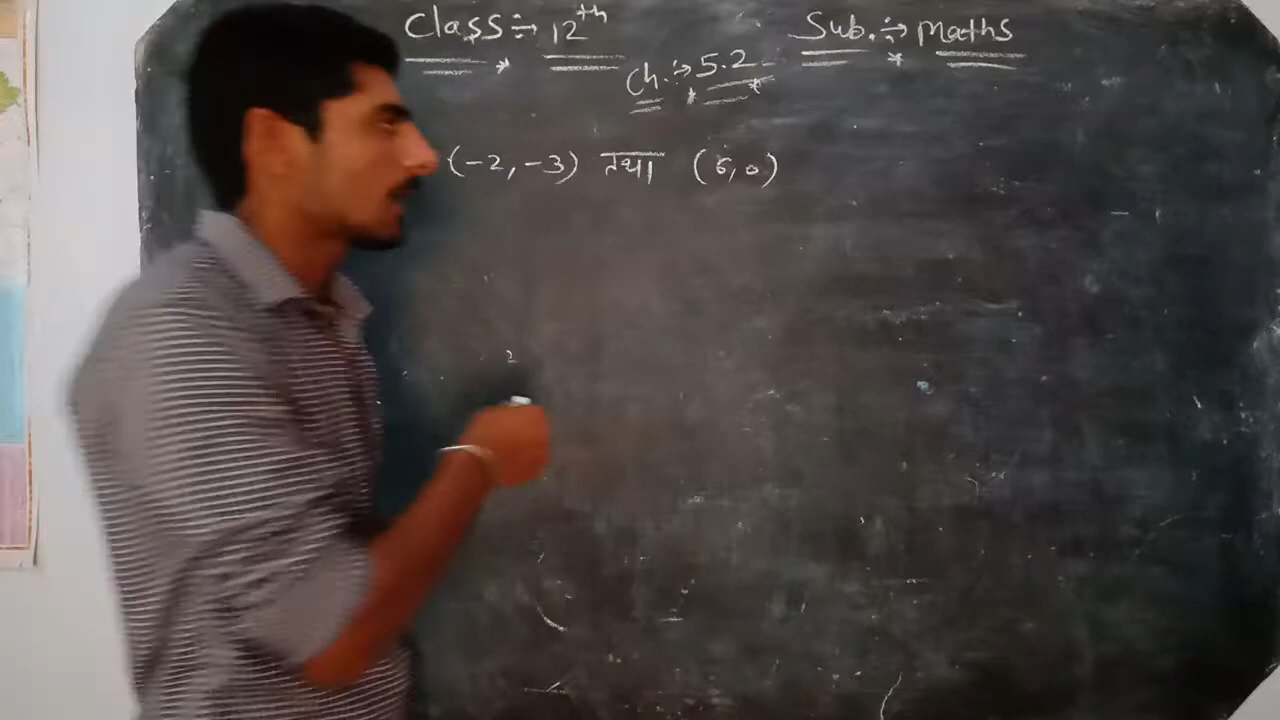 Class÷ 12th Sub.÷ Maths
Ch.÷ 5.2
(-2, -3) तथा (6, 0)